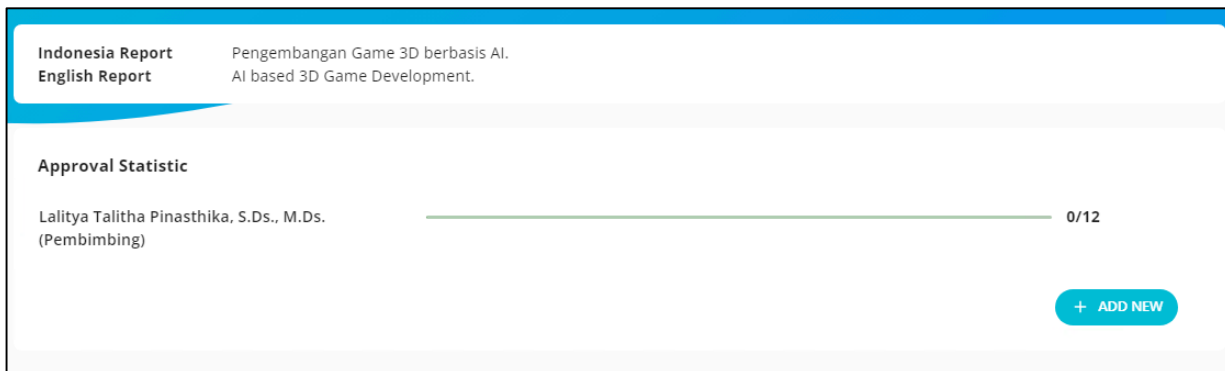 Indonesia Report Pengembangan Game 3D berbasis AI.
English Report AI based 3D Game Development.
Approval Statistic
Lalitya Talitha Pinasthika, S.Ds., M.Ds. 0/12
(Pembimbing)
+ ADD NEW